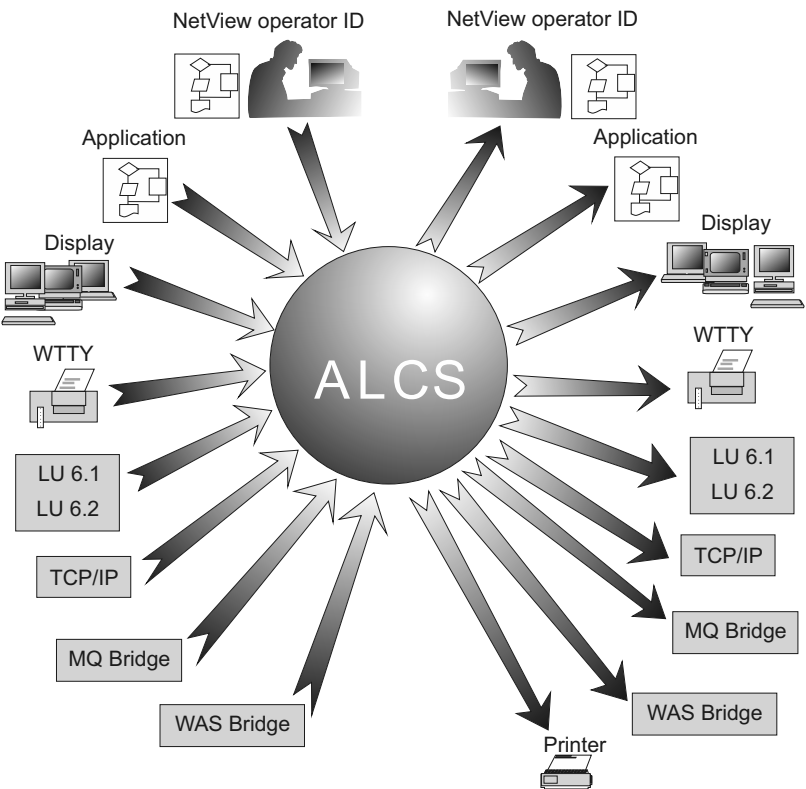 NetView operator ID
NetView operator ID
Application
Application
Display
Display
WTTY
WTTY
ALCS
LU 6.1
LU 6.2
LU 6.1
LU 6.2
TCP/IP
TCP/IP
MQ Bridge
MQ Bridge
WAS Bridge
WAS Bridge
Printer